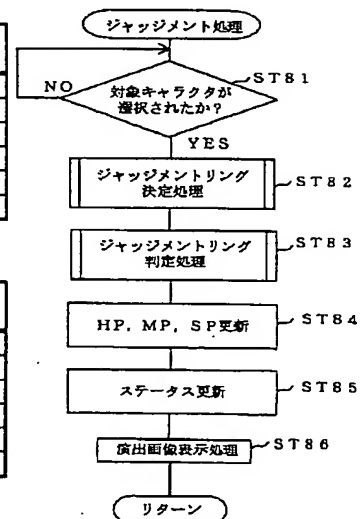 ジャッジメント処理
ST81
NO
対象キャラクタが
選択されたか?
YES
ジャッジメントリング
決定処理
ST82
ジャッジメントリング
判定処理
ST83
HP,MP,SP更新
ST84
ステータス更新
ST85
演出画像表示処理
ST86
リターン